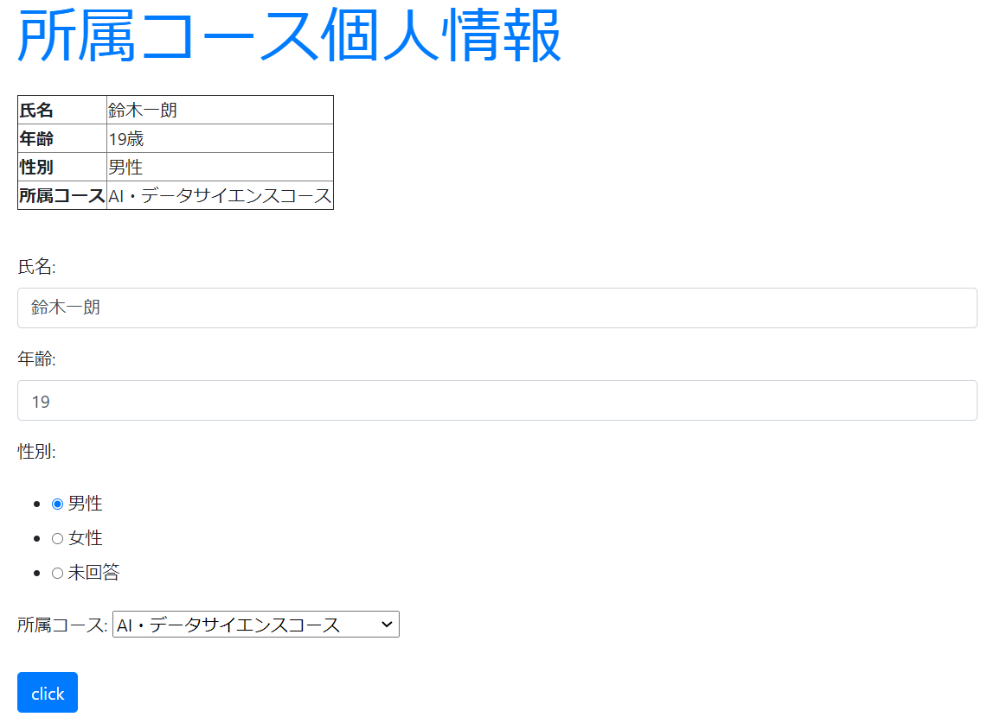 所属コース個人情報
氏名 鈴木一朗
年齢 19歳
性別 男性
所属コース AI・データサイエンスコース
氏名:
鈴木一朗
年齢:
19
性別:
男性
女性
未回答
所属コース: AI・データサイエンスコース
click